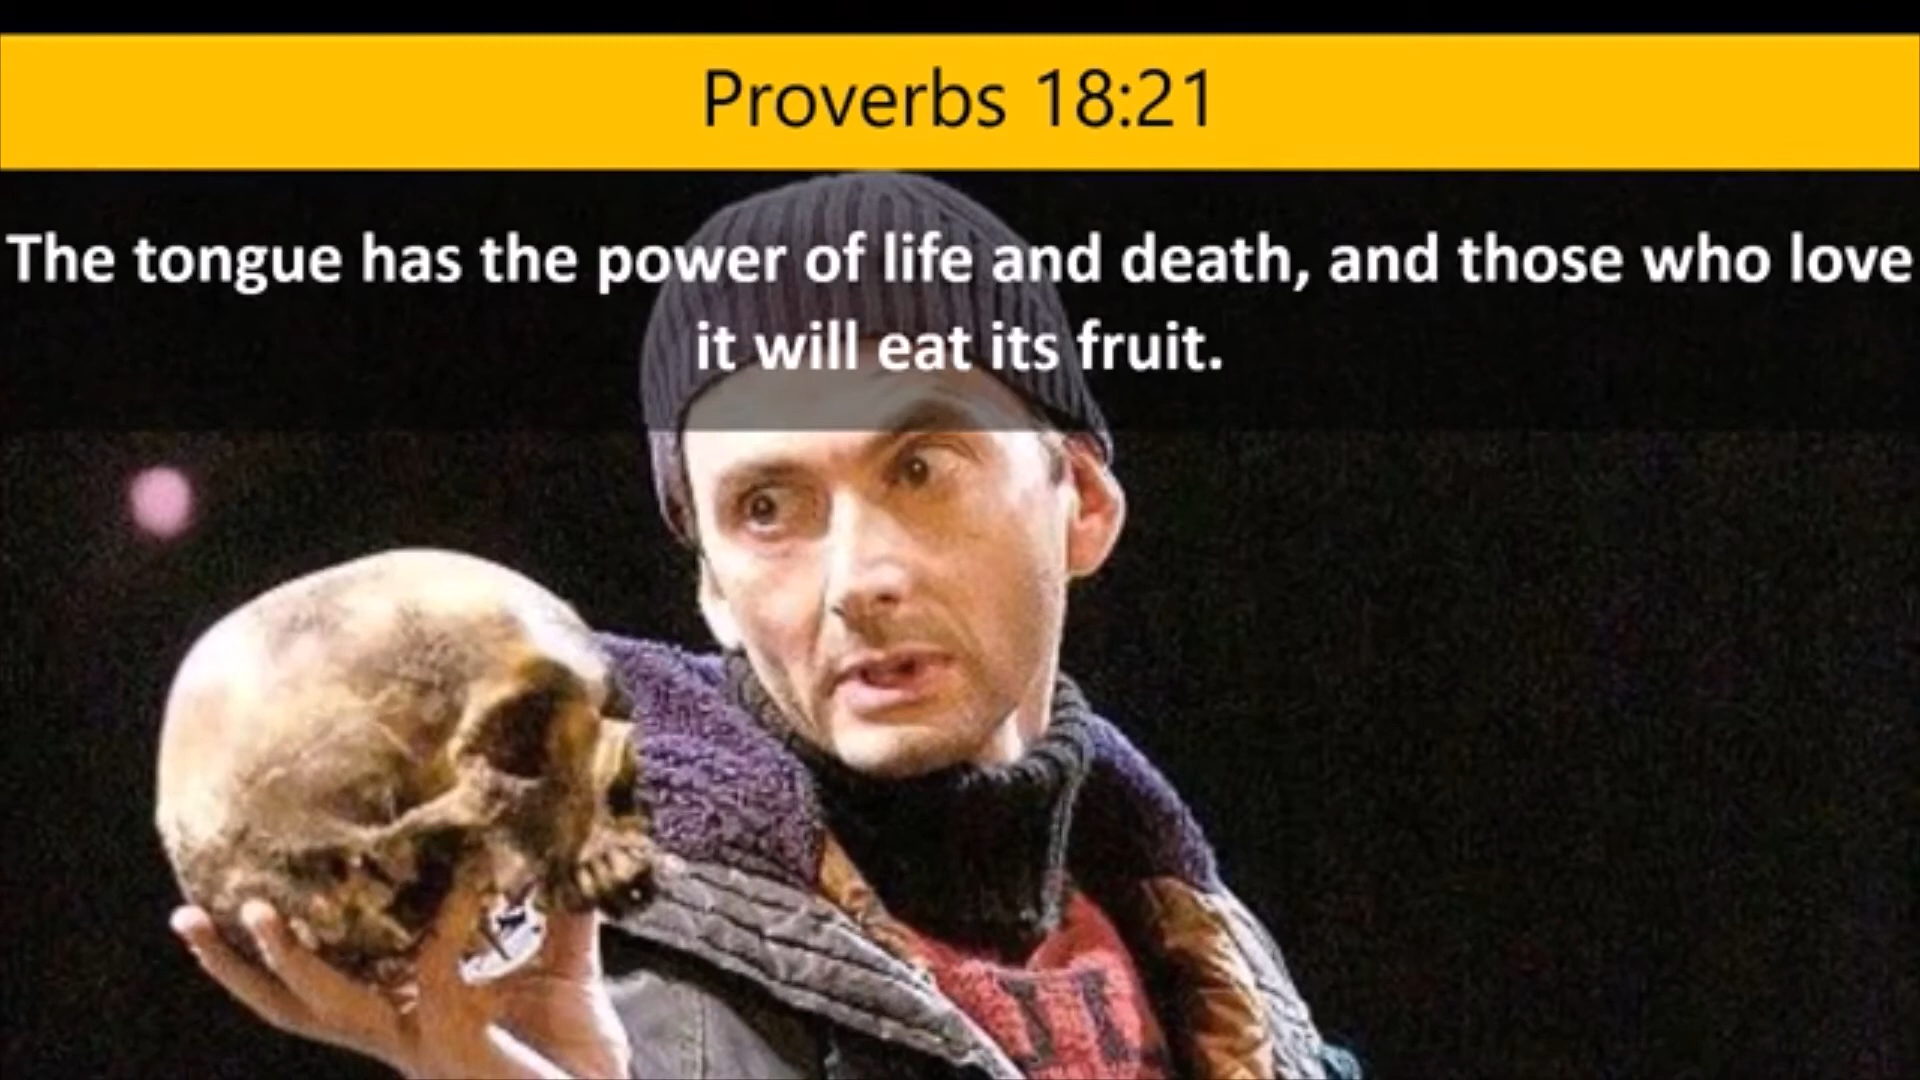 Proverbs 18:21
The tongue has the power of life and death, and those who love
it will eat its fruit.